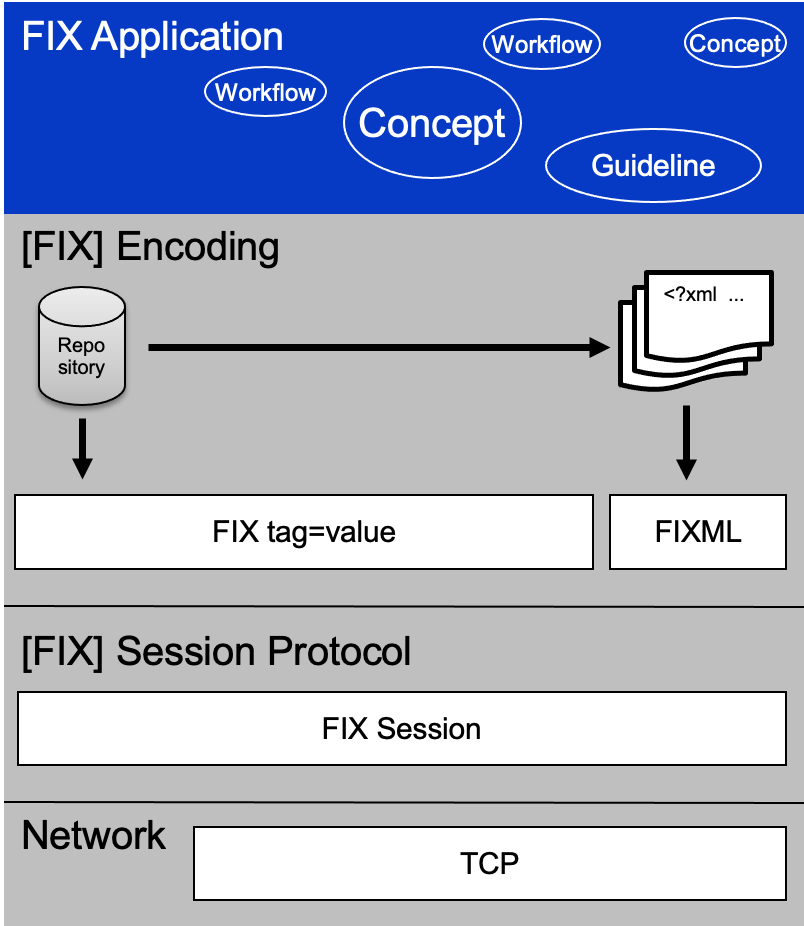 FIX Application
Workflow
Concept
Workflow
Concept
Guideline
[FIX] Encoding
<?xml ...
Repo
sitory
FIX tag=value
FIXML
[FIX] Session Protocol
FIX Session
Network
TCP